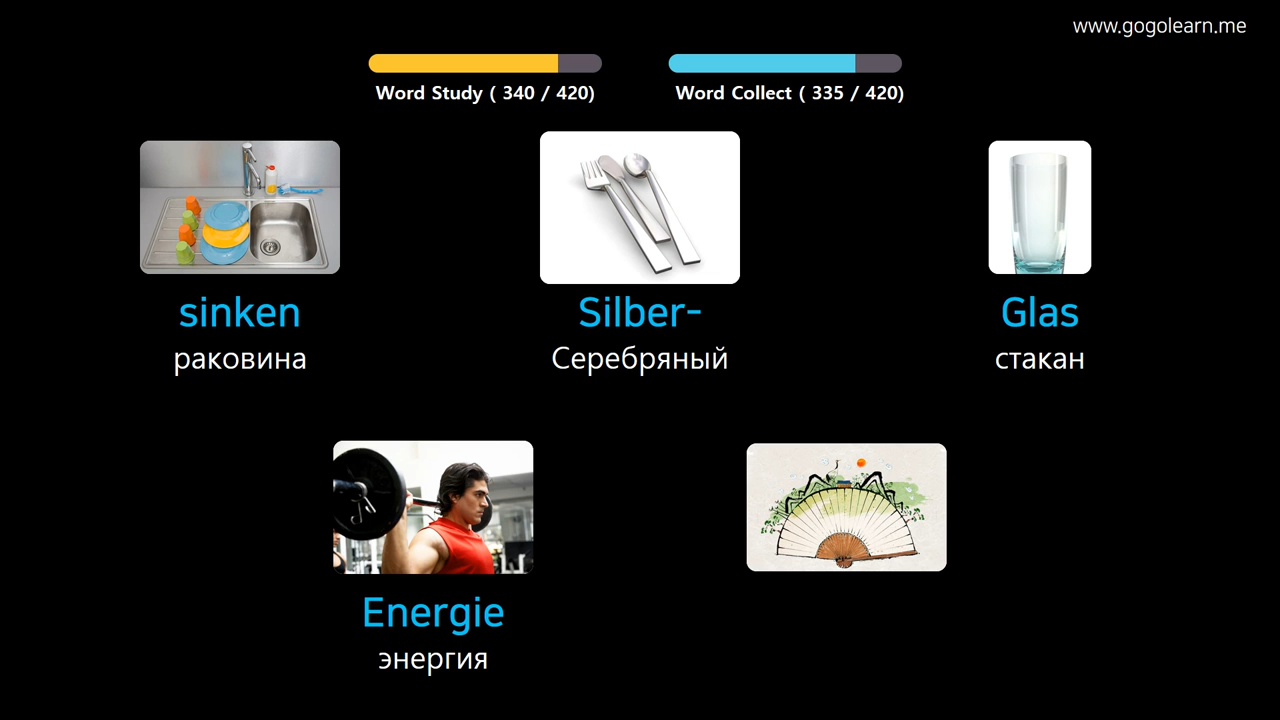 www.gogolearn.me
Word Study ( 340 / 420)
Word Collect ( 335 / 420)
sinken
раковина
Silber-
Серебряный
Glas
стакан
Energie
энергия